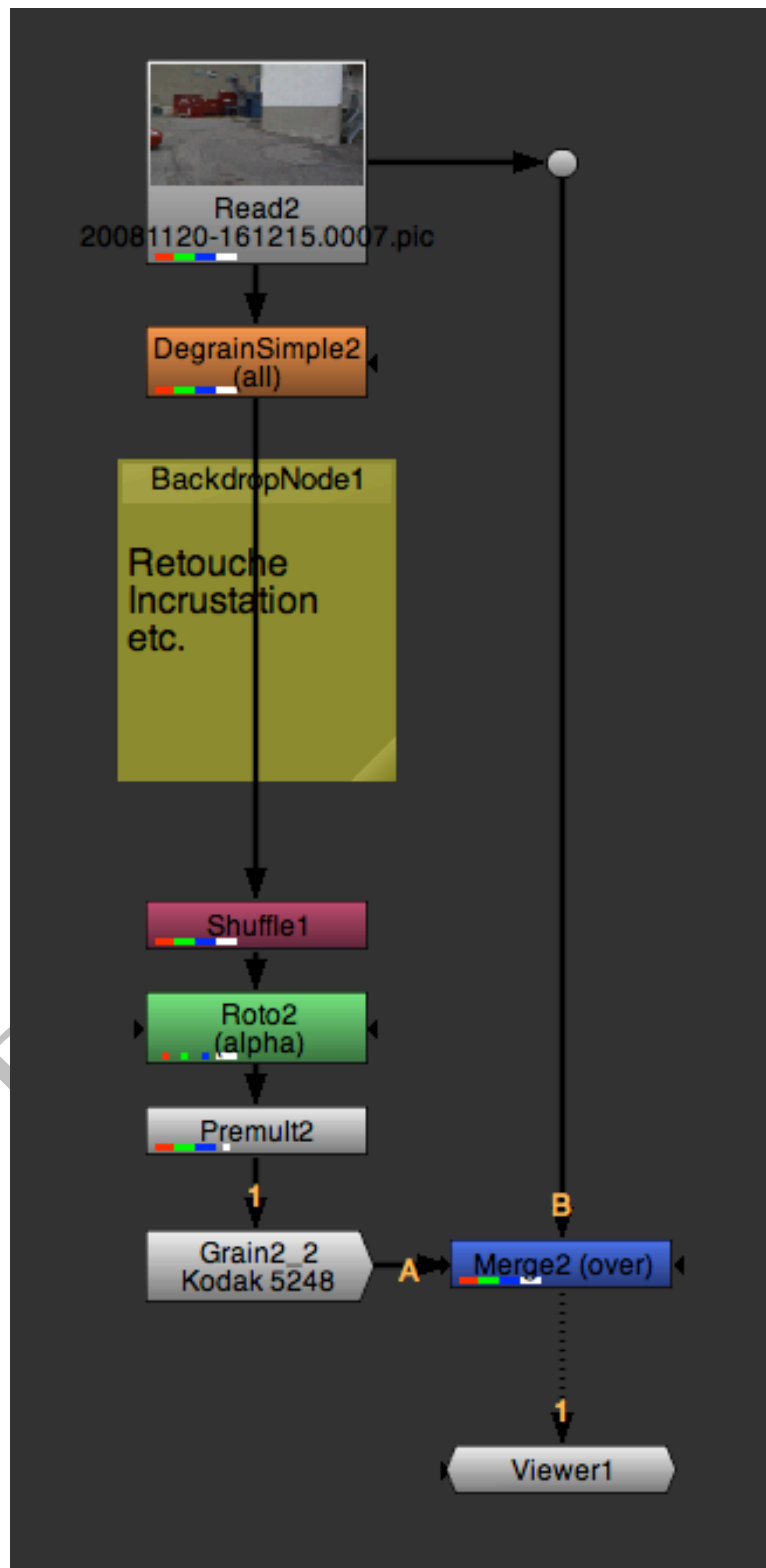 Read2
20081120-161215.0007.pic
DegrainSimple2
(all)
BackdropNode1
Retouche
Incrustation
etc.
Shuffle1
Roto2
(alpha)
Premult2
1
B
Grain2_2
Kodak 5248
A
Merge2 (over)
1
Viewer1